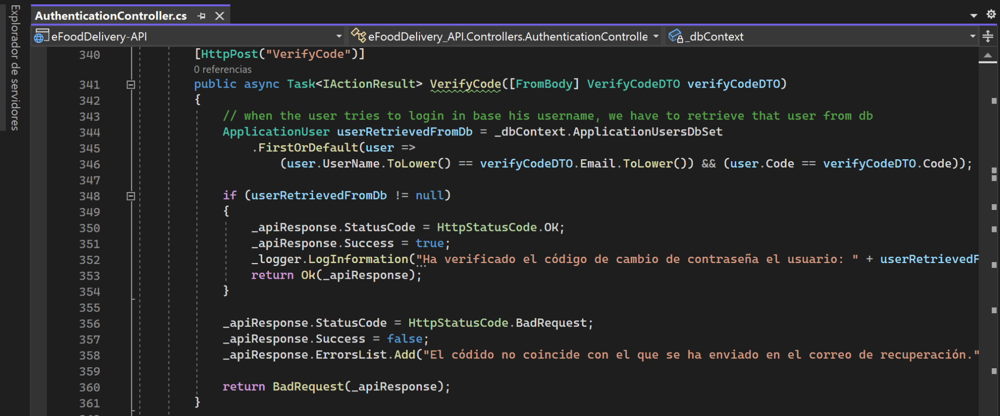 Explorador de servidores
AuthenticationController.cs
eFoodDelivery-API eFoodDelivery_API.Controllers.AuthenticationControlle _dbContext
340 [HttpPost("VerifyCode")]
0 referencias
341 public async Task<IActionResult> VerifyCode([FromBody] VerifyCodeDTO verifyCodeDTO)
342 {
343 // when the user tries to login in base his username, we have to retrieve that user from db
344 ApplicationUser userRetrievedFromDb = _dbContext.ApplicationUsersDbSet
345 .FirstOrDefault(user =>
346 (user.UserName.ToLower() == verifyCodeDTO.Email.ToLower()) && (user.Code == verifyCodeDTO.Code));
347
348 if (userRetrievedFromDb != null)
349 {
350 _apiResponse.StatusCode = HttpStatusCode.OK;
351 _apiResponse.Success = true;
352 _logger.LogInformation("Ha verificado el código de cambio de contraseña el usuario: " + userRetrievedF
353 return Ok(_apiResponse);
354 }
355
356 _apiResponse.StatusCode = HttpStatusCode.BadRequest;
357 _apiResponse.Success = false;
358 _apiResponse.ErrorsList.Add("El códido no coincide con el que se ha enviado en el correo de recuperación."
359
360 return BadRequest(_apiResponse);
361 }